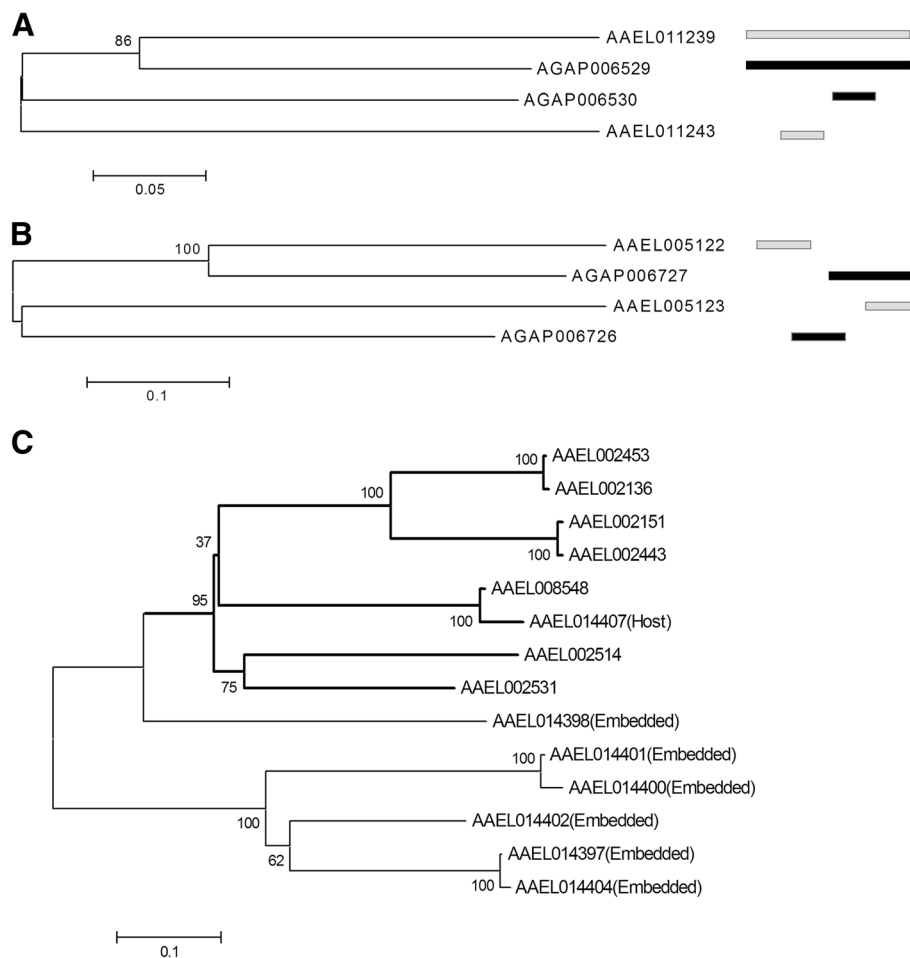 A
86
AAEL011239
AGAP006529
AGAP006530
AAEL011243
0.05
B
100
AAEL005122
AGAP006727
AAEL005123
AGAP006726
0.1
C
100
AAEL002453
AAEL002136
100
AAEL002151
100
AAEL002443
37
AAEL008548
95
100
AAEL014407(Host)
AAEL002514
75
AAEL002531
AAEL014398(Embedded)
100
AAEL014401(Embedded)
AAEL014400(Embedded)
100
AAEL014402(Embedded)
62
AAEL014397(Embedded)
100
AAEL014404(Embedded)
0.1